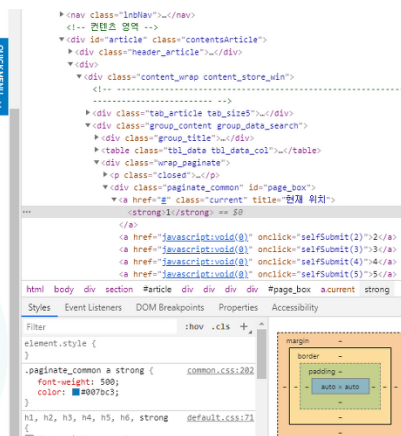 QUICK MENU
▶<nav class="lnbNav">…</nav>
<!-- 컨텐츠 영역 -->
▼<div id="article" class="contentsArticle">
▶<div class="header_article">…</div>
▼<div>
▼<div class="content_wrap content_store_win">
<!-- ----------------------------------------------------------
------------------------ -->
▶<div class="tab_article tab_size5">…</div>
▼<div class="group_content group_data_search">
▶<div class="group_title">…</div>
▶<table class="tbl_data tbl_data_col">…</table>
▼<div class="wrap_paginate">
▶<p class="closed">…</p>
▼<div class="paginate_common" id="page_box">
▼<a href="#" class="current" title="현재 위치">
… <strong>1</strong> == $0
</a>
<a href="javascript:void(0)" onclick="selfSubmit(2)">2</a>
<a href="javascript:void(0)" onclick="selfSubmit(3)">3</a>
<a href="javascript:void(0)" onclick="selfSubmit(4)">4</a>
<a href="javascript:void(0)" onclick="selfSubmit(5)">5</a>
html body div section #article div div div div #page_box a.current strong
Styles Event Listeners DOM Breakpoints Properties Accessibility
Filter :hov .cls +
element.style {
}
.paginate_common a strong { common.css:202
font-weight: 500;
color: #007bc3;
}
h1, h2, h3, h4, h5, h6, strong default.css:71
{
margin -
border -
padding -
- - - auto × auto - - -
-
-